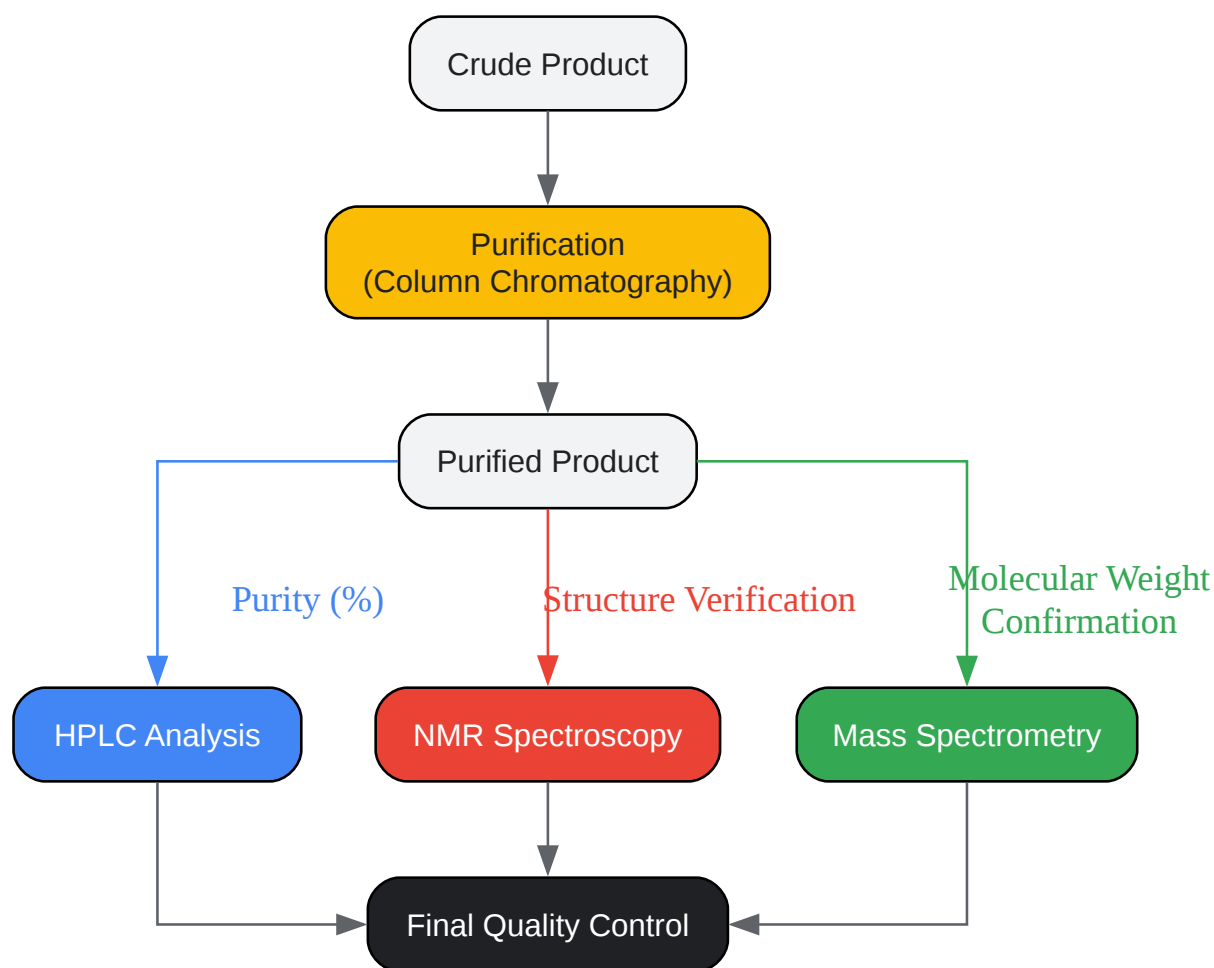 Crude Product
Purification
(Column Chromatography)
Purified Product
Purity (%)
Structure Verification
Molecular Weight
Confirmation
HPLC Analysis
NMR Spectroscopy
Mass Spectrometry
Final Quality Control